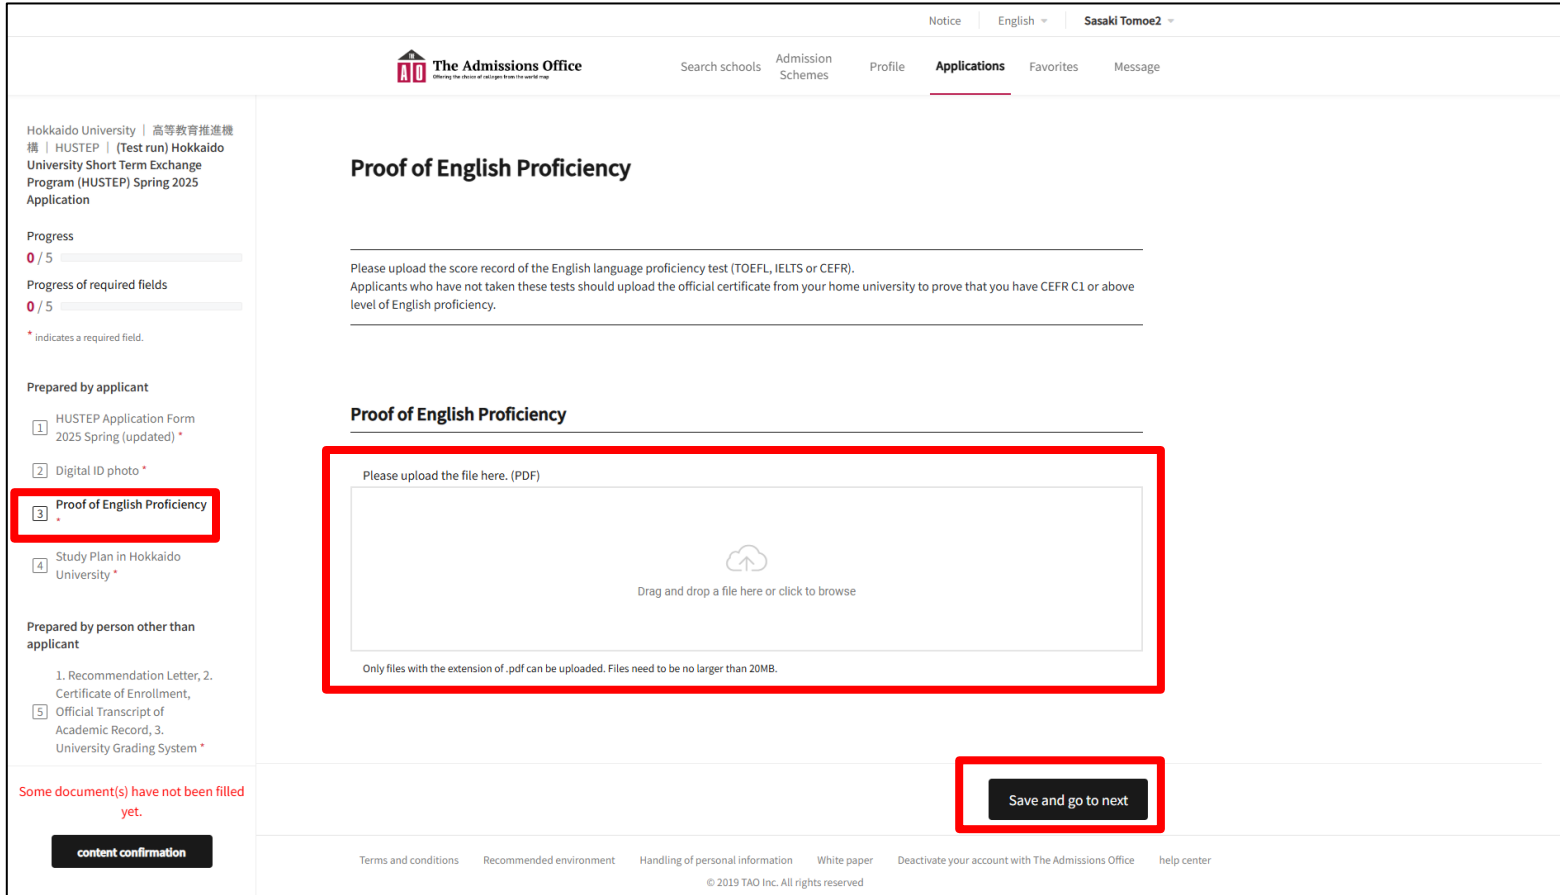 Notice English Sasaki Tomoe2
The Admissions Office
Offering the choice of colleges from the world map
Search schools Admission Schemes Profile Applications Favorites Message
Hokkaido University | 高等教育推進機
構 | HUSTEP | (Test run) Hokkaido
University Short Term Exchange
Program (HUSTEP) Spring 2025
Application
Progress
0 / 5
Progress of required fields
0 / 5
* indicates a required field.
Prepared by applicant
1 HUSTEP Application Form
2025 Spring (updated) *
2 Digital ID photo *
3 Proof of English Proficiency
*
4 Study Plan in Hokkaido
University *
Prepared by person other than
applicant
1. Recommendation Letter, 2.
Certificate of Enrollment,
5 Official Transcript of
Academic Record, 3.
University Grading System *
Some document(s) have not been filled
yet.
content confirmation
Proof of English Proficiency
Please upload the score record of the English language proficiency test (TOEFL, IELTS or CEFR).
Applicants who have not taken these tests should upload the official certificate from your home university to prove that you have CEFR C1 or above
level of English proficiency.
Proof of English Proficiency
Please upload the file here. (PDF)
Drag and drop a file here or click to browse
Only files with the extension of .pdf can be uploaded. Files need to be no larger than 20MB.
Save and go to next
Terms and conditions Recommended environment Handling of personal information White paper Deactivate your account with The Admissions Office help center
© 2019 TAO Inc. All rights reserved